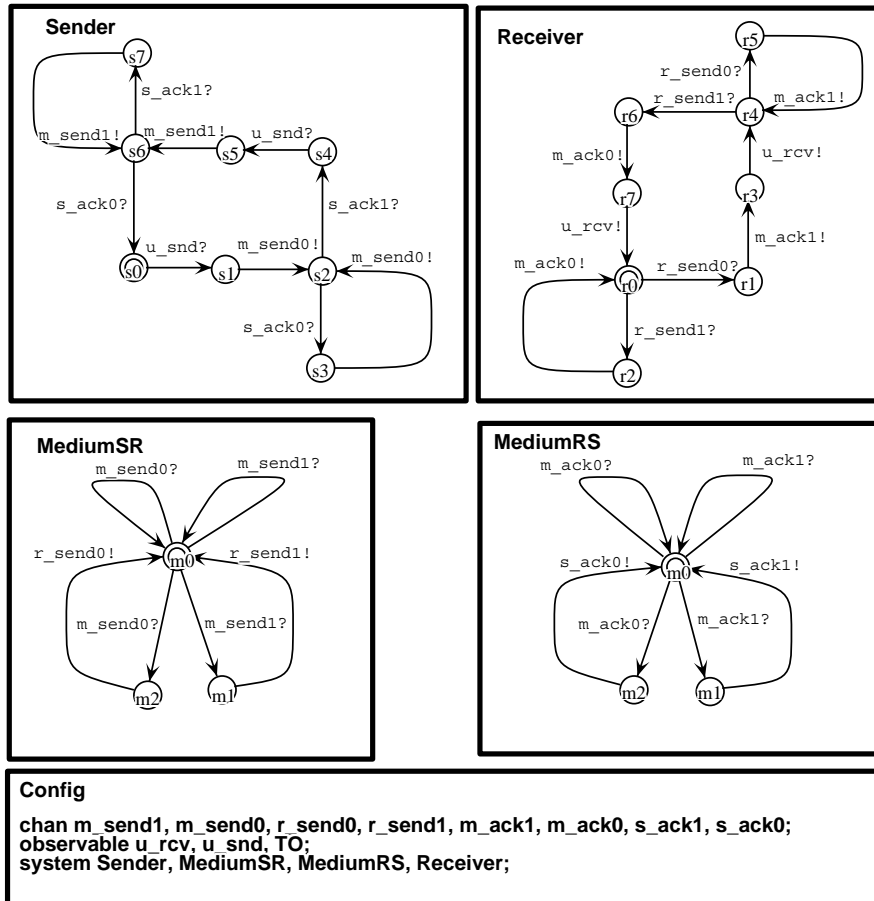 Sender
s7
s_ack1?
m_send1!
m_send1!
u_snd?
s6
s5
s4
s_ack0?
s_ack1?
u_snd?
m_send0!
m_send0!
s0
s1
s2
s_ack0?
s3
Receiver
r5
r_send0?
m_ack1!
r_send1?
r6
r4
m_ack0!
u_rcv!
r7
r3
u_rcv!
m_ack1!
m_ack0!
r_send0?
r0
r1
r_send1?
r2
MediumSR
m_send0?
m_send1?
r_send0!
r_send1!
m0
m_send0?
m_send1?
m2
m1
MediumRS
m_ack0?
m_ack1?
s_ack0!
s_ack1!
m0
m_ack0?
m_ack1?
m2
m1
Config
chan m_send1, m_send0, r_send0, r_send1, m_ack1, m_ack0, s_ack1, s_ack0;
observable u_rcv, u_snd, TO;
system Sender, MediumSR, MediumRS, Receiver;